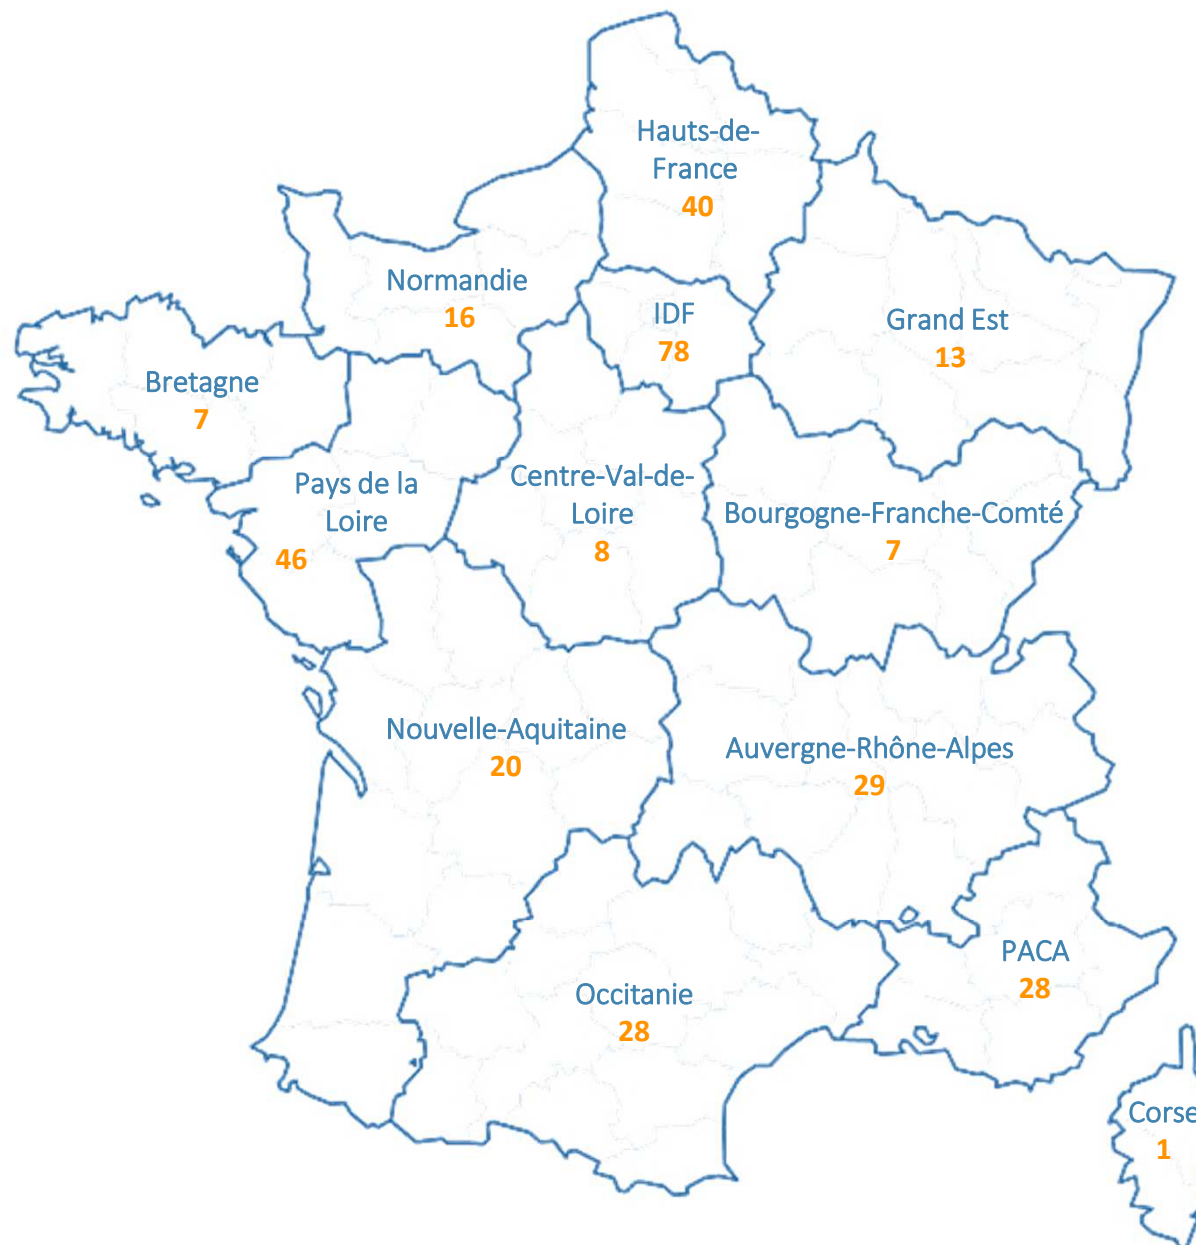 Hauts-de-
France
40
Normandie
16
IDF
78
Grand Est
13
Bretagne
7
Pays de la
Loire
46
Centre-Val-de-
Loire
8
Bourgogne-Franche-Comté
7
Nouvelle-Aquitaine
20
Auvergne-Rhône-Alpes
29
PACA
28
Occitanie
28
Corse
1